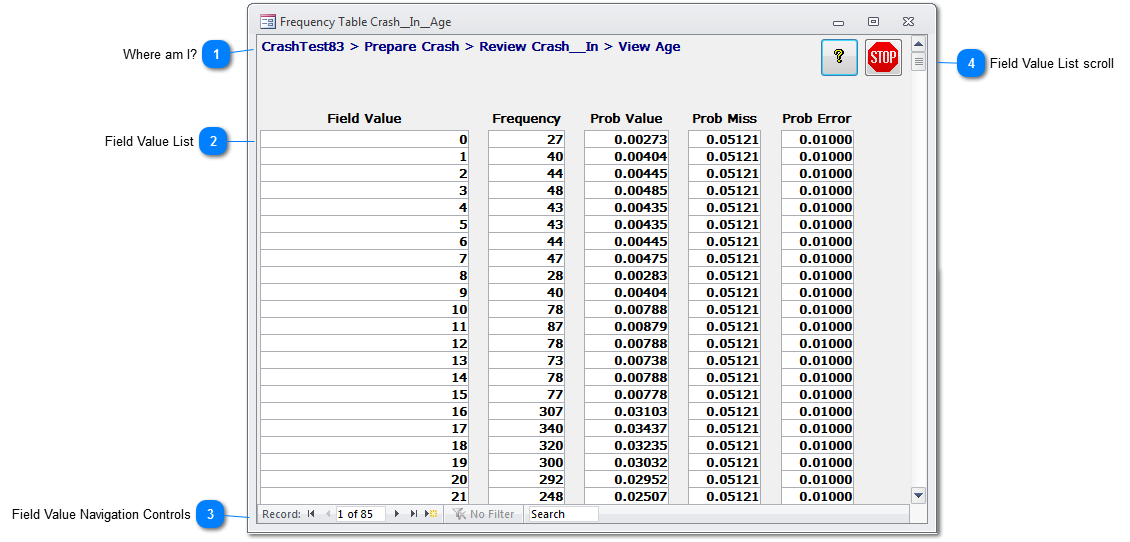 Frequency Table Crash__In__Age
Where am I? 1
CrashTest83 > Prepare Crash > Review Crash__In > View Age
?
STOP
4 Field Value List scroll
Field Value Frequency Prob Value Prob Miss Prob Error
Field Value List 2
0 27 0.00273 0.05121 0.01000
1 40 0.00404 0.05121 0.01000
2 44 0.00445 0.05121 0.01000
3 48 0.00485 0.05121 0.01000
4 43 0.00435 0.05121 0.01000
5 43 0.00435 0.05121 0.01000
6 44 0.00445 0.05121 0.01000
7 47 0.00475 0.05121 0.01000
8 28 0.00283 0.05121 0.01000
9 40 0.00404 0.05121 0.01000
10 78 0.00788 0.05121 0.01000
11 87 0.00879 0.05121 0.01000
12 78 0.00788 0.05121 0.01000
13 73 0.00738 0.05121 0.01000
14 78 0.00788 0.05121 0.01000
15 77 0.00778 0.05121 0.01000
16 307 0.03103 0.05121 0.01000
17 340 0.03437 0.05121 0.01000
18 320 0.03235 0.05121 0.01000
19 300 0.03032 0.05121 0.01000
20 292 0.02952 0.05121 0.01000
21 248 0.02507 0.05121 0.01000
Field Value Navigation Controls 3
Record: 1 of 85 No Filter Search